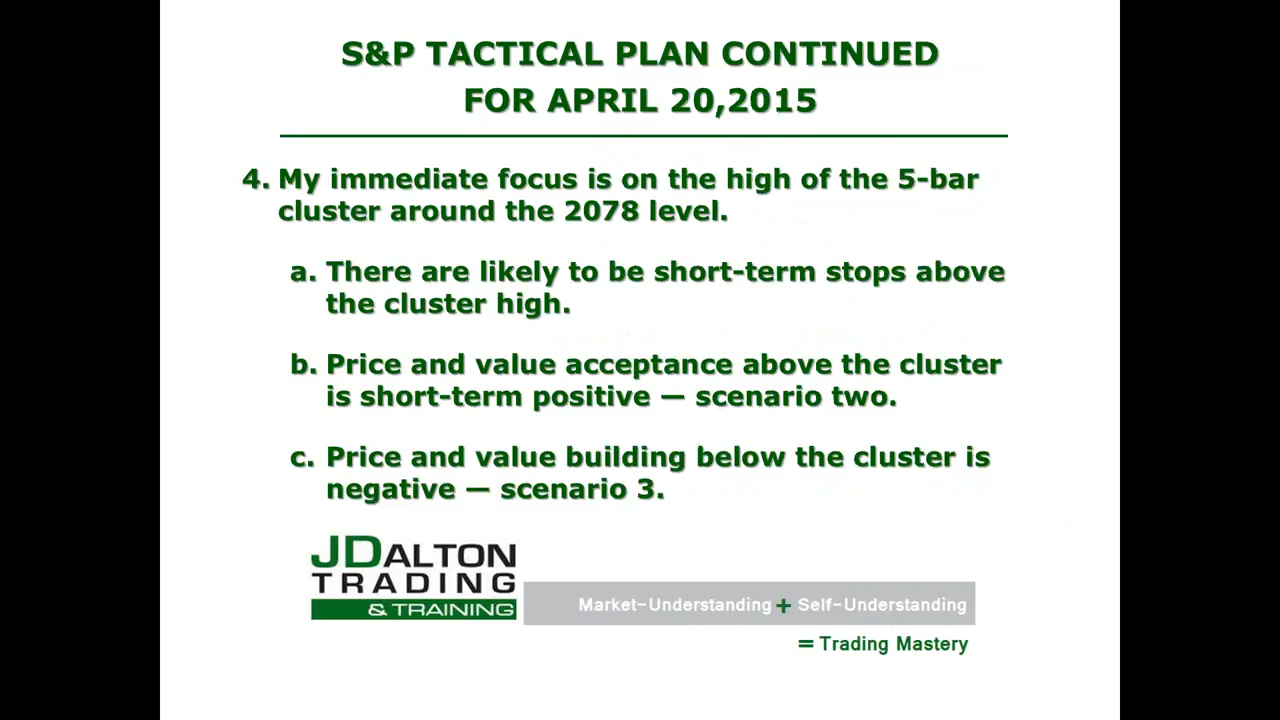 S&P TACTICAL PLAN CONTINUED
FOR APRIL 20,2015
4. My immediate focus is on the high of the 5-bar
cluster around the 2078 level.
a. There are likely to be short-term stops above
the cluster high.
b. Price and value acceptance above the cluster
is short-term positive — scenario two.
c. Price and value building below the cluster is
negative — scenario 3.
JDALTON
TRADING
& TRAINING
Market-Understanding + Self-Understanding
= Trading Mastery